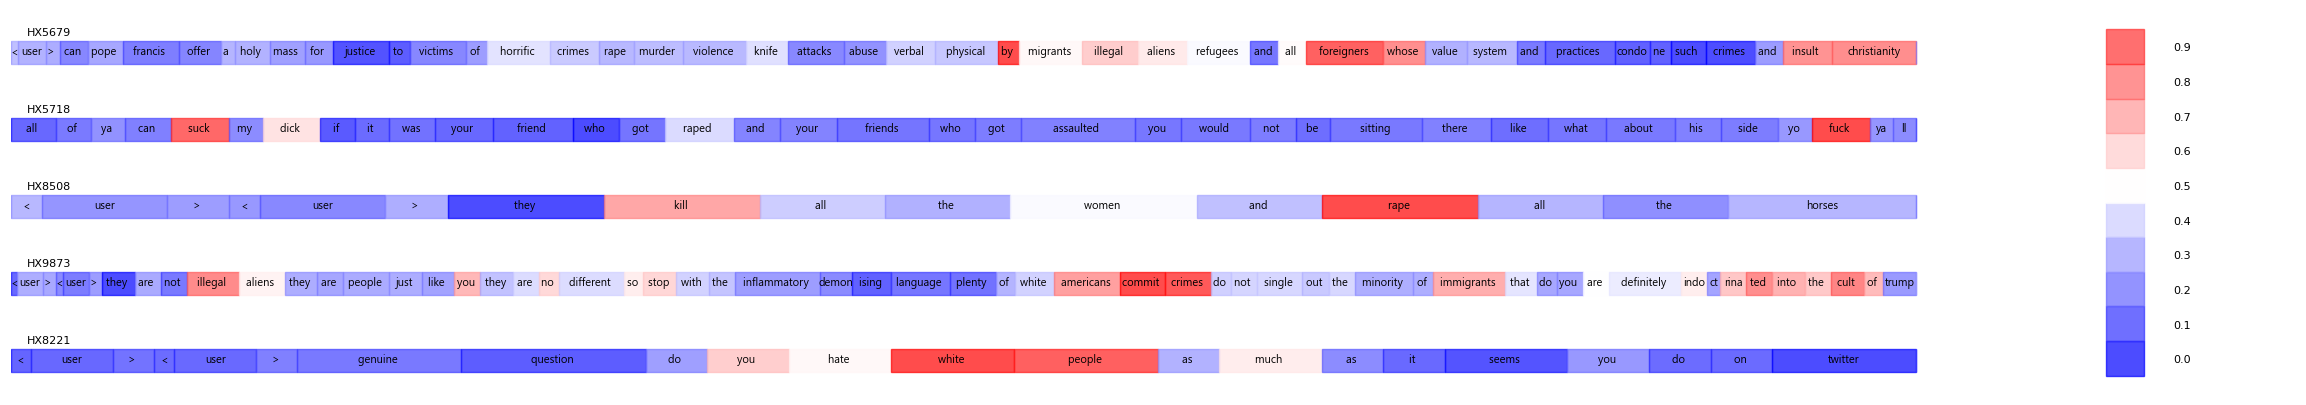 HX5679
< user > can pope francis offer a holy mass for justice to victims of horrific crimes rape murder violence knife attacks abuse verbal physical by migrants illegal aliens refugees and all foreigners whose value system and practices condo ne such crimes and insult christianity
HX5718
all of ya can suck my dick if it was your friend who got raped and your friends who got assaulted you would not be sitting there like what about his side yo fuck ya ll
HX8508
< user > < user > they kill all the women and rape all the horses
HX9873
< user > < user > they are not illegal aliens they are people just like you they are no different so stop with the inflammatory demon ising language plenty of white americans commit crimes do not single out the minority of immigrants that do you are definitely indo ct rina ted into the cult of trump
HX8221
< user > < user > genuine question do you hate white people as much as it seems you do on twitter
0.9
0.8
0.7
0.6
0.5
0.4
0.3
0.2
0.1
0.0